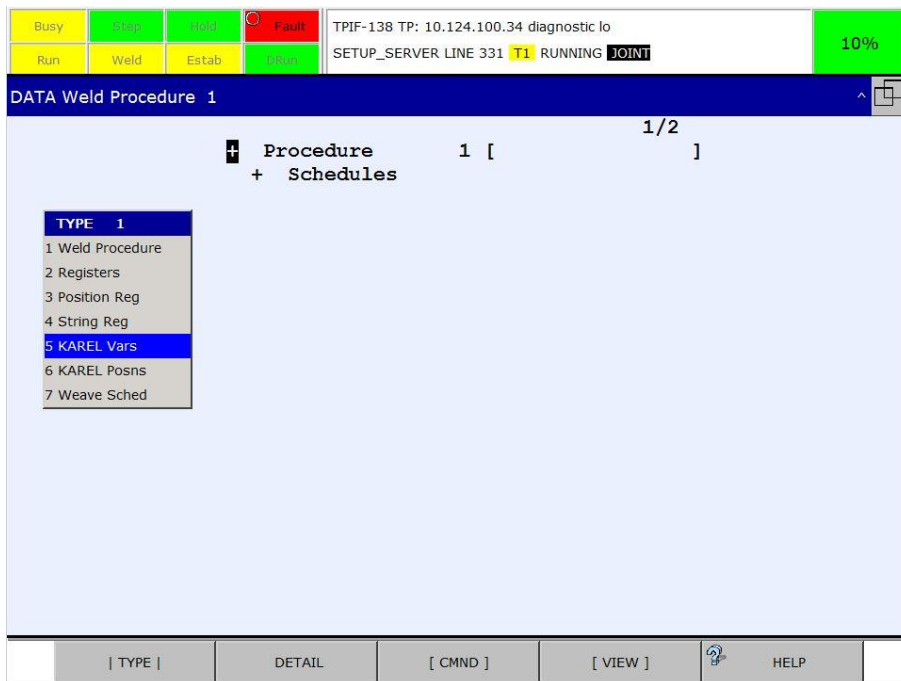 Busy Step Hold Fault TPIF-138 TP: 10.124.100.34 diagnostic lo
SETUP_SERVER LINE 331 T1 RUNNING JOINT
10%
Run Weld Estab DRun
DATA Weld Procedure 1
1/2
+ Procedure 1 [ ]
+ Schedules
TYPE 1
1 Weld Procedure
2 Registers
3 Position Reg
4 String Reg
5 KAREL Vars
6 KAREL Posns
7 Weave Sched
| TYPE | DETAIL [ CMND ] [ VIEW ] HELP